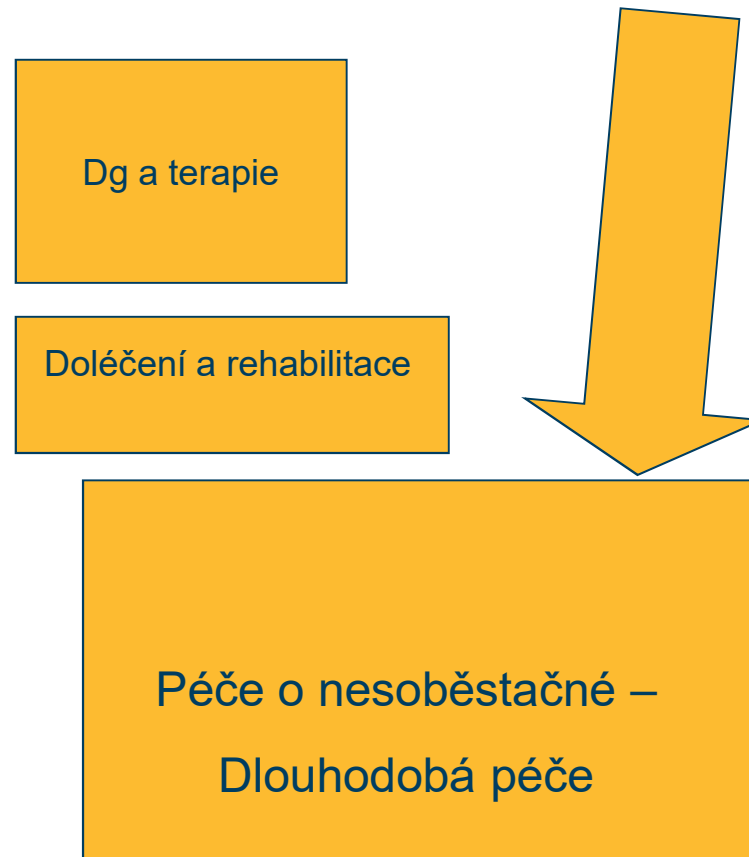 Dg a terapie
Doléčení a rehabilitace
Péče o nesoběstačné –
Dlouhodobá péče